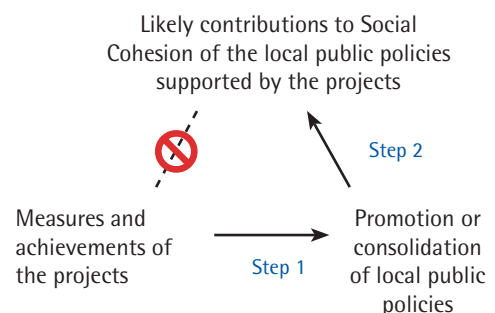 Likely contributions to Social
Cohesion of the local public policies
supported by the projects
Step 2
Measures and
achievements of
the projects
Step 1
Promotion or
consolidation
of local public
policies